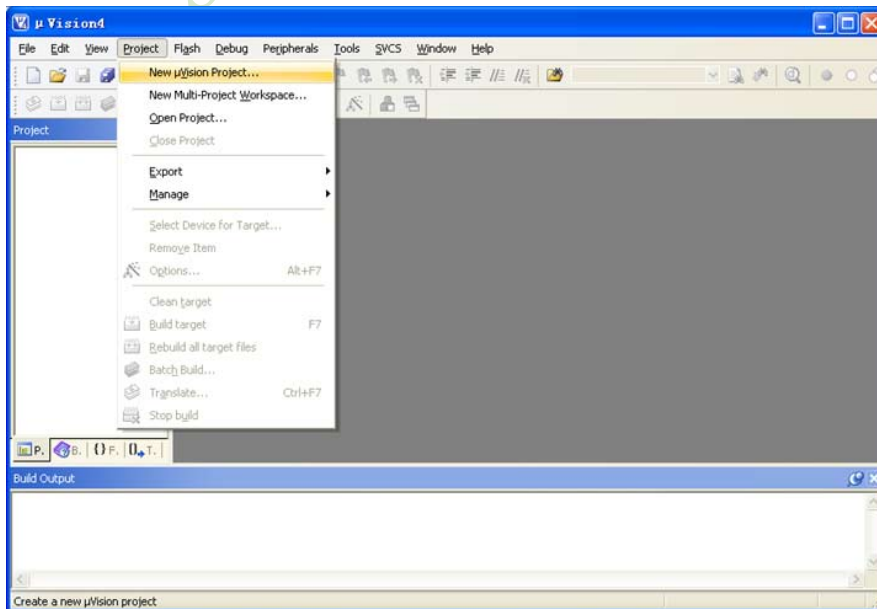 µ Vision4
File Edit View Project Flash Debug Peripherals Tools SVCS Window Help
New µVision Project...
New Multi-Project Workspace...
Open Project...
Close Project
Export
Manage
Select Device for Target...
Remove Item
Options... Alt+F7
Clean target
Build target F7
Rebuild all target files
Batch Build...
Translate... Ctrl+F7
Stop build
Project
P. B. {} F. T.
Build Output
Create a new µVision project